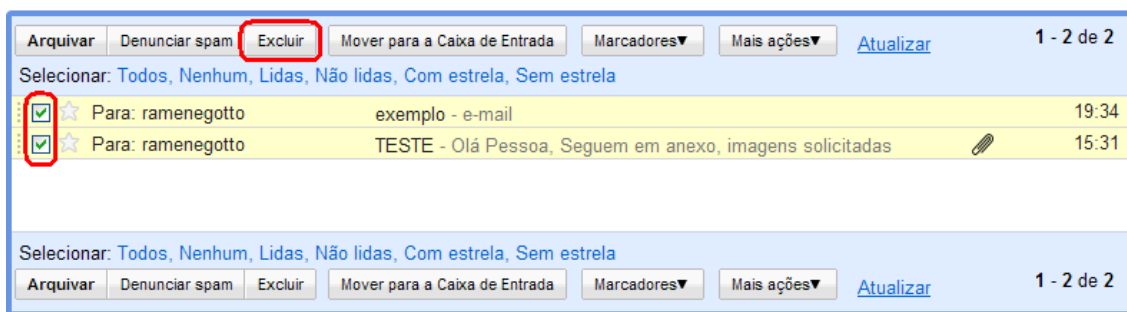 Arquivar Denunciar spam Excluir Mover para a Caixa de Entrada Marcadores▼ Mais ações▼ Atualizar 1 - 2 de 2
Selecionar: Todos, Nenhum, Lidas, Não lidas, Com estrela, Sem estrela
Para: ramenegotto exemplo - e-mail 19:34
Para: ramenegotto TESTE - Olá Pessoa, Seguem em anexo, imagens solicitadas 15:31
Selecionar: Todos, Nenhum, Lidas, Não lidas, Com estrela, Sem estrela
Arquivar Denunciar spam Excluir Mover para a Caixa de Entrada Marcadores▼ Mais ações▼ Atualizar 1 - 2 de 2